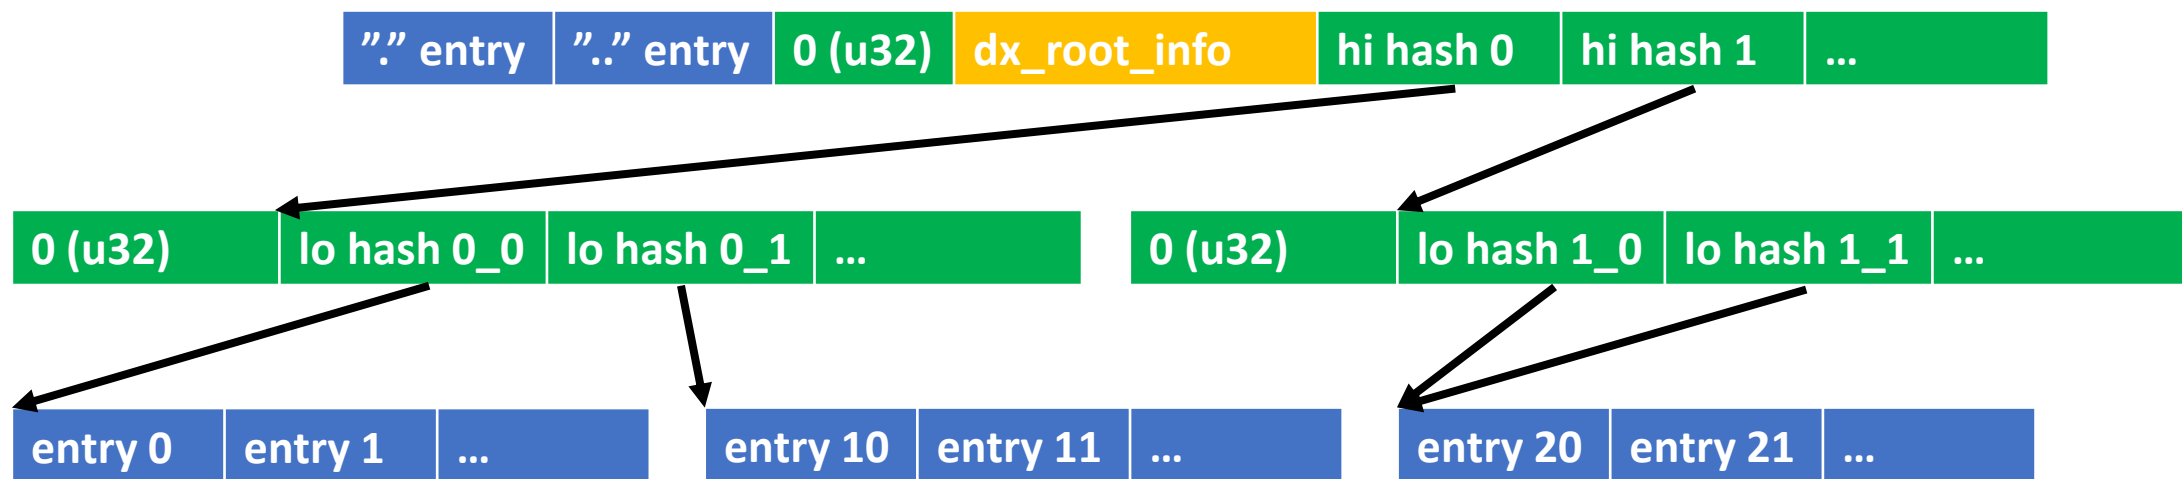 ”.” entry ”..” entry 0 (u32) dx_root_info hi hash 0 hi hash 1 …
0 (u32) lo hash 0_0 lo hash 0_1 … 0 (u32) lo hash 1_0 lo hash 1_1 …
entry 0 entry 1 … entry 10 entry 11 … entry 20 entry 21 …